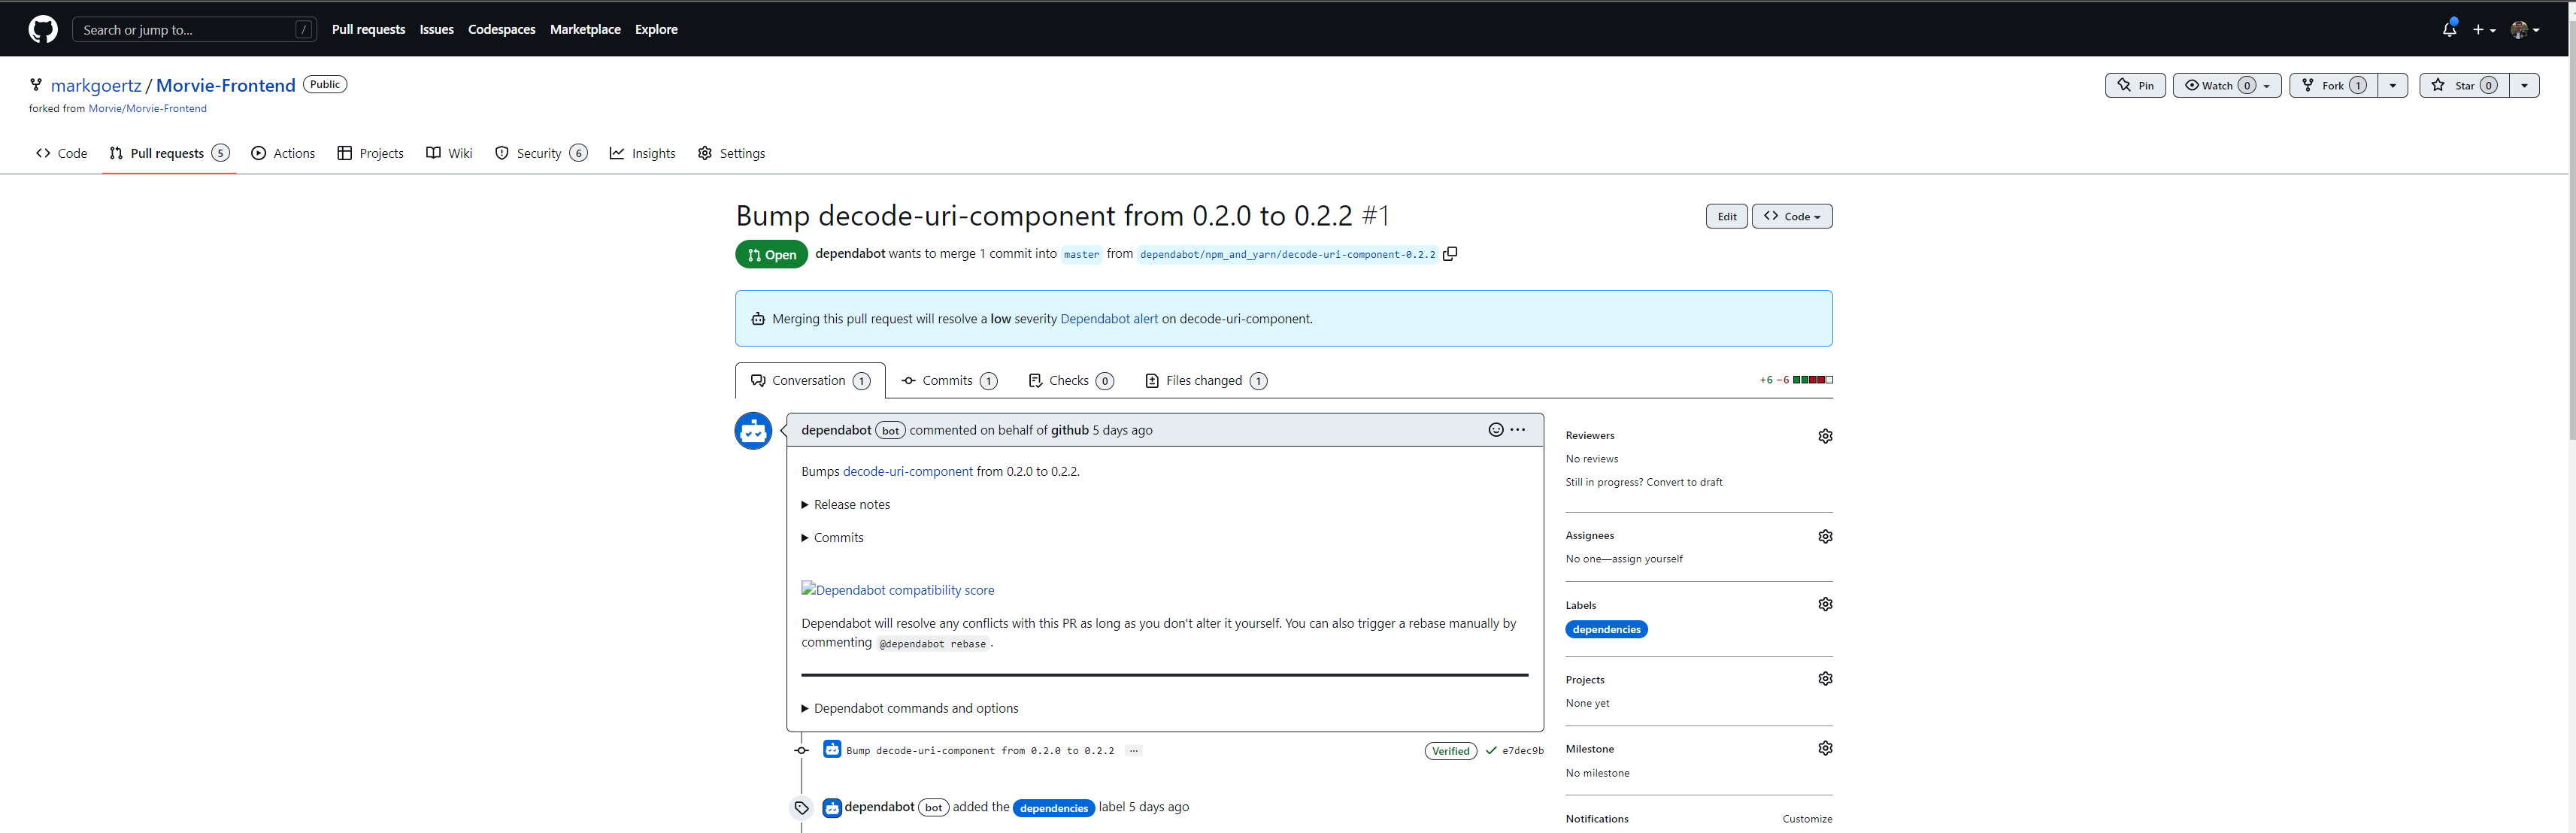 Search or jump to... /
Pull requests Issues Codespaces Marketplace Explore
markgoertz / Morvie-Frontend Public
Pin Watch 0 Fork 1 Star 0
forked from Morvie/Morvie-Frontend
Code Pull requests 5 Actions Projects Wiki Security 6 Insights Settings
Bump decode-uri-component from 0.2.0 to 0.2.2 #1
Edit Code
Open dependabot wants to merge 1 commit into master from dependabot/npm_and_yarn/decode-uri-component-0.2.2
Merging this pull request will resolve a low severity Dependabot alert on decode-uri-component.
Conversation 1 Commits 1 Checks 0 Files changed 1
+6 −6
dependabot bot commented on behalf of github 5 days ago
Bumps decode-uri-component from 0.2.0 to 0.2.2.
Release notes
Commits
Dependabot compatibility score
Dependabot will resolve any conflicts with this PR as long as you don't alter it yourself. You can also trigger a rebase manually by
commenting @dependabot rebase.
Dependabot commands and options
Bump decode-uri-component from 0.2.0 to 0.2.2 ...
Verified e7dec9b
dependabot bot added the dependencies label 5 days ago
Reviewers
No reviews
Still in progress? Convert to draft
Assignees
No one—assign yourself
Labels
dependencies
Projects
None yet
Milestone
No milestone
Notifications Customize